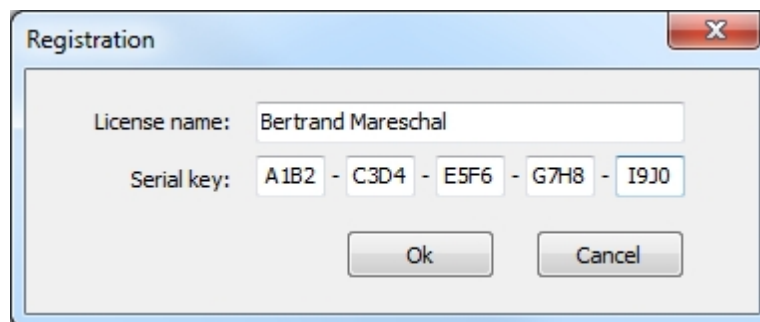 Registration
License name: Bertrand Mareschal
Serial key: A1B2 - C3D4 - E5F6 - G7H8 - I9J0
Ok Cancel